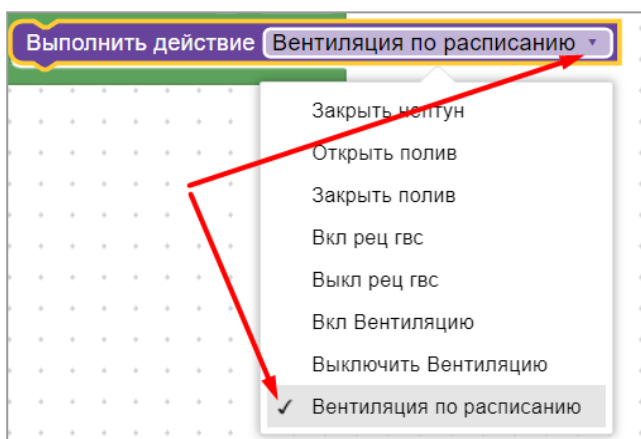 Выполнить действие Вентиляция по расписанию
Закрыть нептун
Открыть полив
Закрыть полив
Вкл рец гвс
Выкл рец гвс
Вкл Вентиляцию
Выключить Вентиляцию
Вентиляция по расписанию